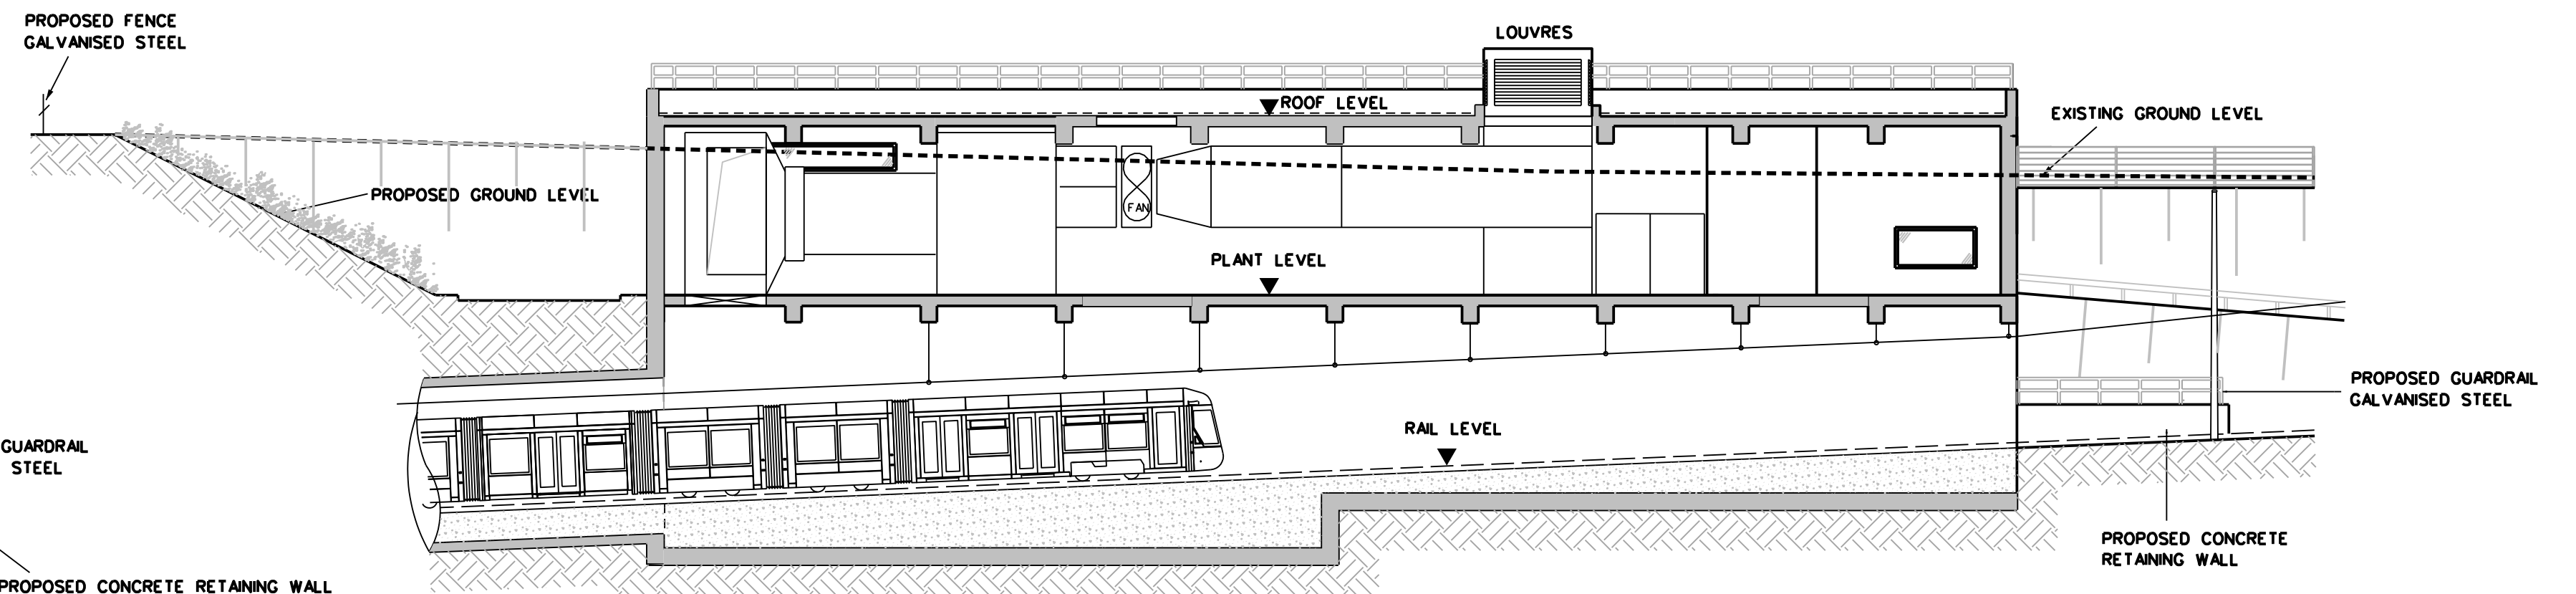 PROPOSED FENCE
GALVANISED STEEL
LOUVRES
ROOF LEVEL
EXISTING GROUND LEVEL
PROPOSED GROUND LEVEL
FAN
PLANT LEVEL
PROPOSED GUARDRAIL
GALVANISED STEEL
RAIL LEVEL
GUARDRAIL
STEEL
PROPOSED CONCRETE
RETAINING WALL
PROPOSED CONCRETE RETAINING WALL